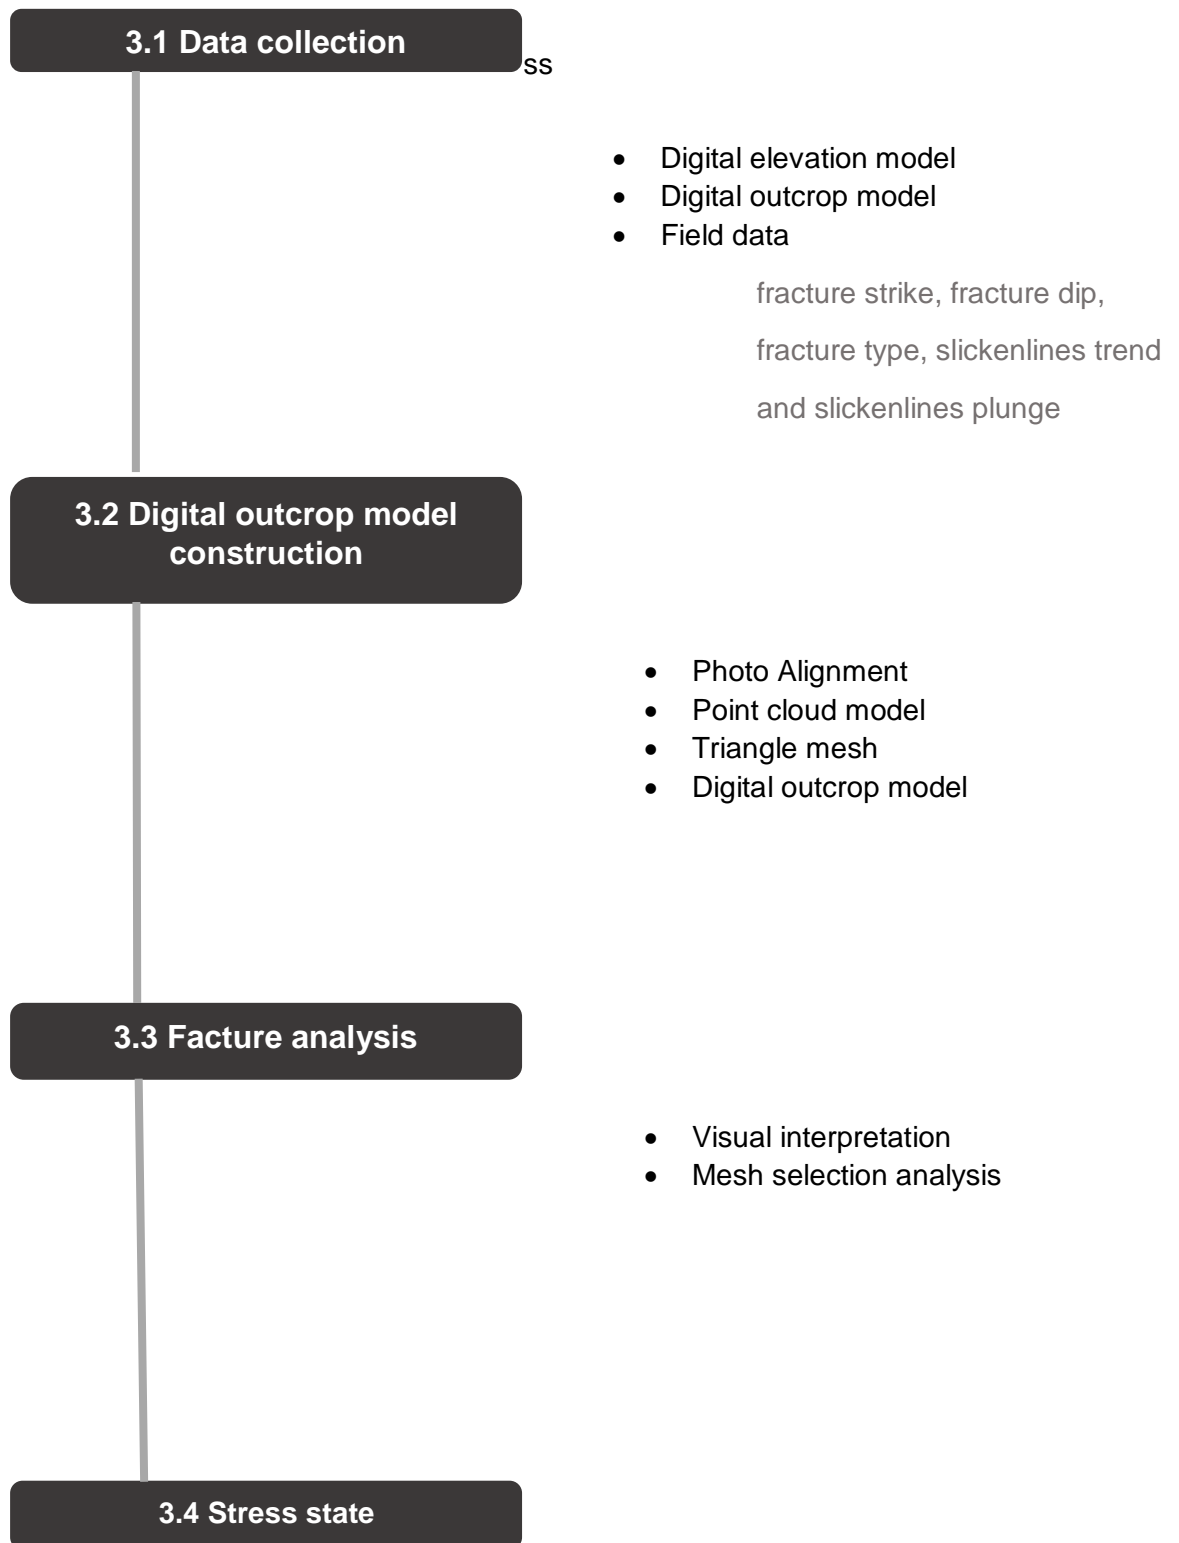 3.1 Data collection
ss
• Digital elevation model
• Digital outcrop model
• Field data
fracture strike, fracture dip,
fracture type, slickenlines trend
and slickenlines plunge
3.2 Digital outcrop model
construction
• Photo Alignment
• Point cloud model
• Triangle mesh
• Digital outcrop model
3.3 Facture analysis
• Visual interpretation
• Mesh selection analysis
3.4 Stress state